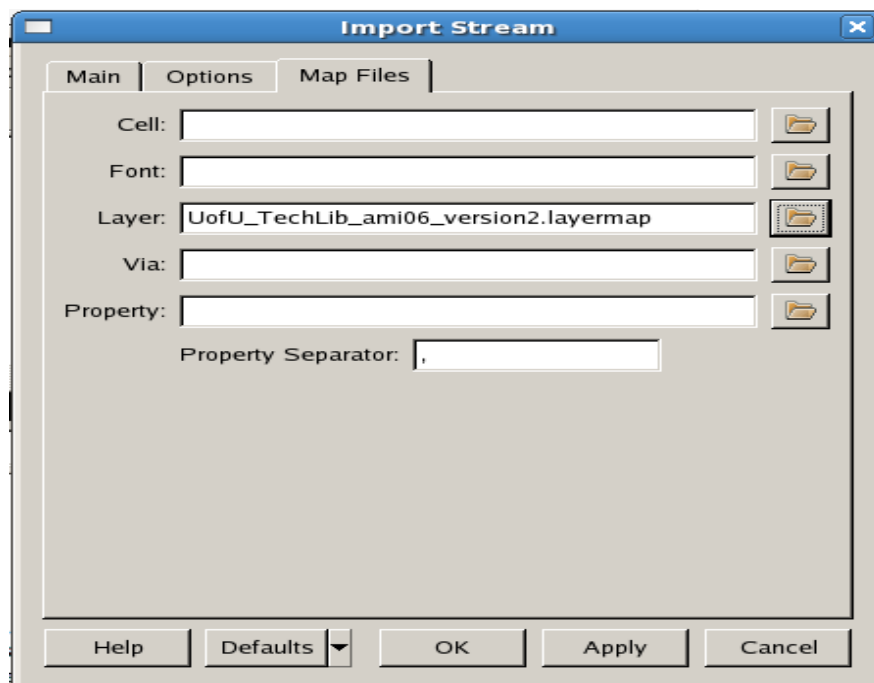 Import Stream
Main Options Map Files
Cell:
Font:
Layer: UofU_TechLib_ami06_version2.layermap
Via:
Property:
Property Separator: ,
Help Defaults OK Apply Cancel